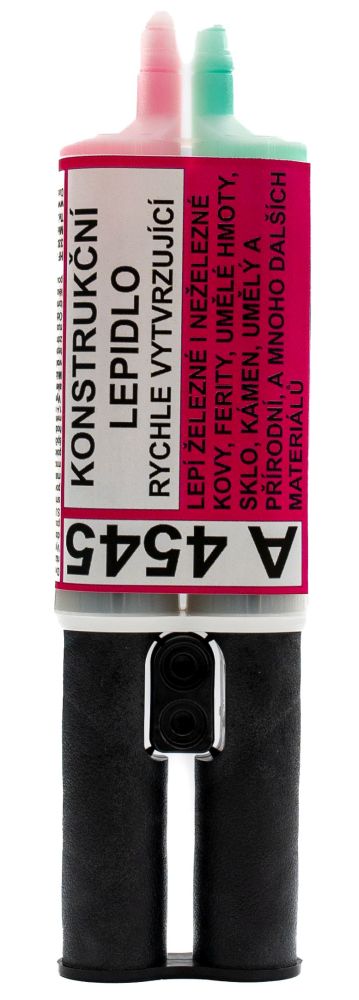 KONSTRUKČNÍ
LEPIDLO
RYCHLE VYTVRZUJÍCÍ
LEPÍ ŽELEZNÉ I NEŽELEZNÉ
KOVY, FERITY, UMĚLÉ HMOTY,
SKLO, KÁMEN, UMĚLÝ A
PŘÍRODNÍ, A MNOHO DALŠÍCH
MATERIÁLŮ
A 4545